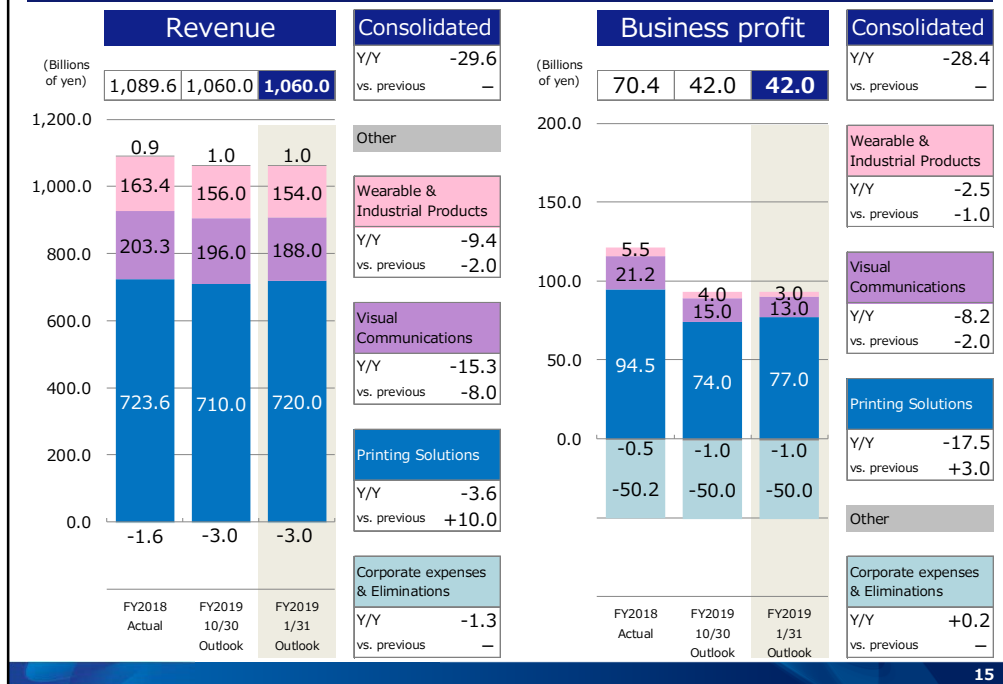 Revenue
Consolidated
Y/Y -29.6
vs. previous –
(Billions
of yen)
1,089.6 1,060.0 1,060.0
1,200.0
1,000.0
800.0
600.0
400.0
200.0
0.0
0.9 1.0 1.0
163.4 156.0 154.0
203.3 196.0 188.0
723.6 710.0 720.0
-1.6 -3.0 -3.0
FY2018
Actual
FY2019
10/30
Outlook
FY2019
1/31
Outlook
Other
Wearable &
Industrial Products
Y/Y -9.4
vs. previous -2.0
Visual
Communications
Y/Y -15.3
vs. previous -8.0
Printing Solutions
Y/Y -3.6
vs. previous +10.0
Corporate expenses
& Eliminations
Y/Y -1.3
vs. previous –
Business profit
Consolidated
Y/Y -28.4
vs. previous –
(Billions
of yen)
70.4 42.0 42.0
200.0
150.0
100.0
50.0
0.0
5.5 4.0 3.0
21.2 15.0 13.0
94.5 74.0 77.0
-0.5 -1.0 -1.0
-50.2 -50.0 -50.0
FY2018
Actual
FY2019
10/30
Outlook
FY2019
1/31
Outlook
Wearable &
Industrial Products
Y/Y -2.5
vs. previous -1.0
Visual
Communications
Y/Y -8.2
vs. previous -2.0
Printing Solutions
Y/Y -17.5
vs. previous +3.0
Other
Corporate expenses
& Eliminations
Y/Y +0.2
vs. previous –
15